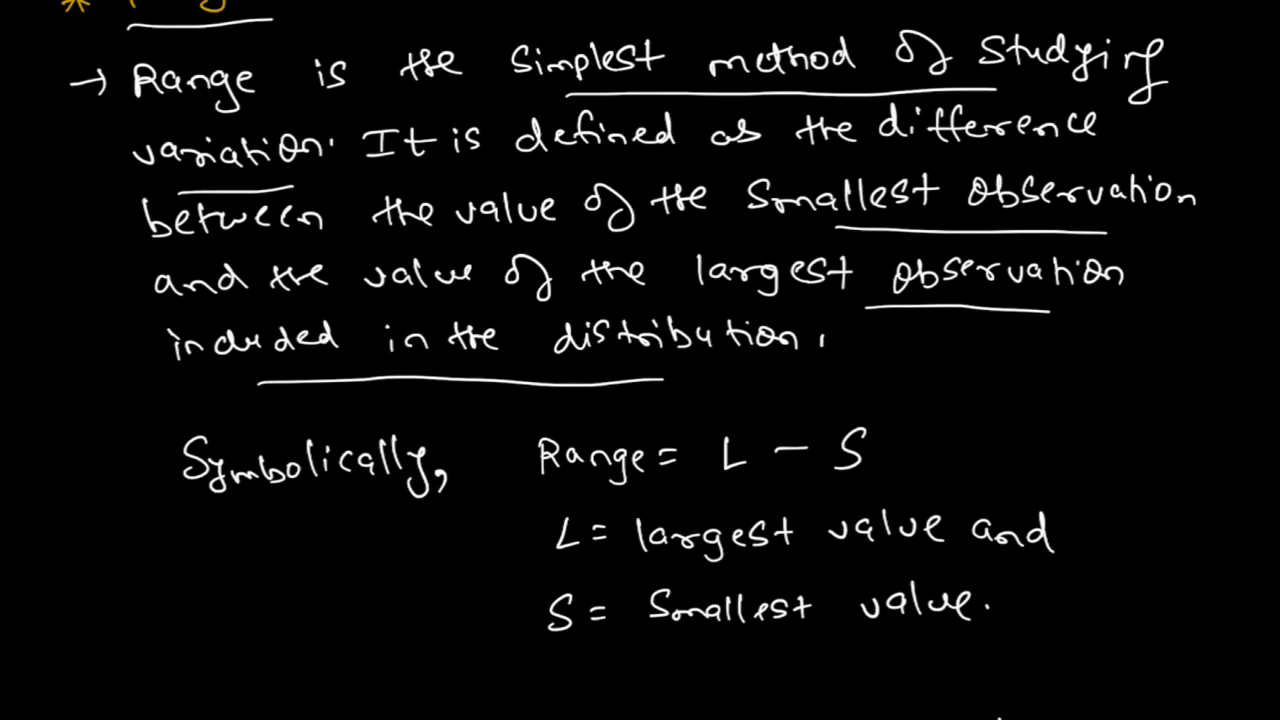 → Range is the simplest method of studying
variation. It is defined as the difference
between the value of the smallest observation
and the value of the largest observation
included in the distribution.
Symbolically, Range = L - S
L = largest value and
S = Smallest value.